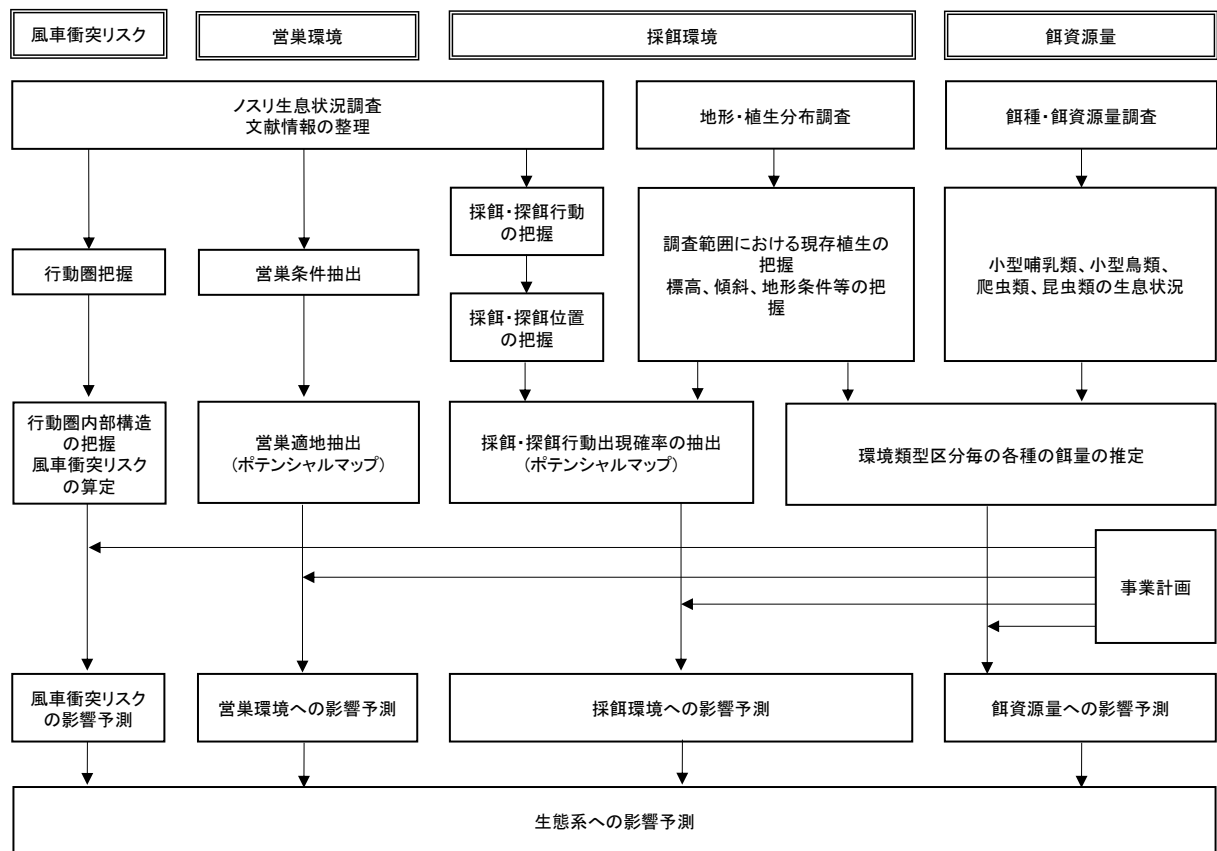 風車衝突リスク
営巣環境
採餌環境
餌資源量
ノスリ生息状況調査
文献情報の整理
地形・植生分布調査
餌種・餌資源量調査
行動圏把握
営巣条件抽出
採餌・探餌行動
の把握
採餌・探餌位置
の把握
調査範囲における現存植生の
把握
標高、傾斜、地形条件等の把
握
小型哺乳類、小型鳥類、
爬虫類、昆虫類の生息状況
行動圏内部構造
の把握
風車衝突リスク
の算定
営巣適地抽出
(ポテンシャルマップ)
採餌・探餌行動出現確率の抽出
(ポテンシャルマップ)
環境類型区分毎の各種の餌量の推定
事業計画
風車衝突リスク
の影響予測
営巣環境への影響予測
採餌環境への影響予測
餌資源量への影響予測
生態系への影響予測